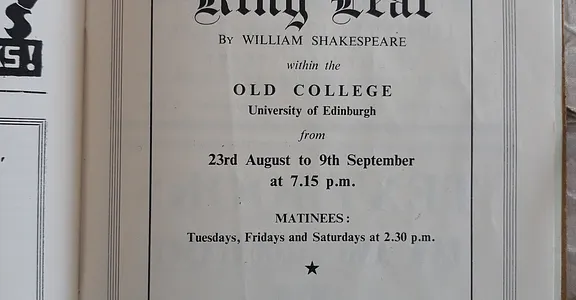 King Lear
By WILLIAM SHAKESPEARE
within the
OLD COLLEGE
University of Edinburgh
from
23rd August to 9th September
at 7.15 p.m.
MATINEES:
Tuesdays, Fridays and Saturdays at 2.30 p.m.